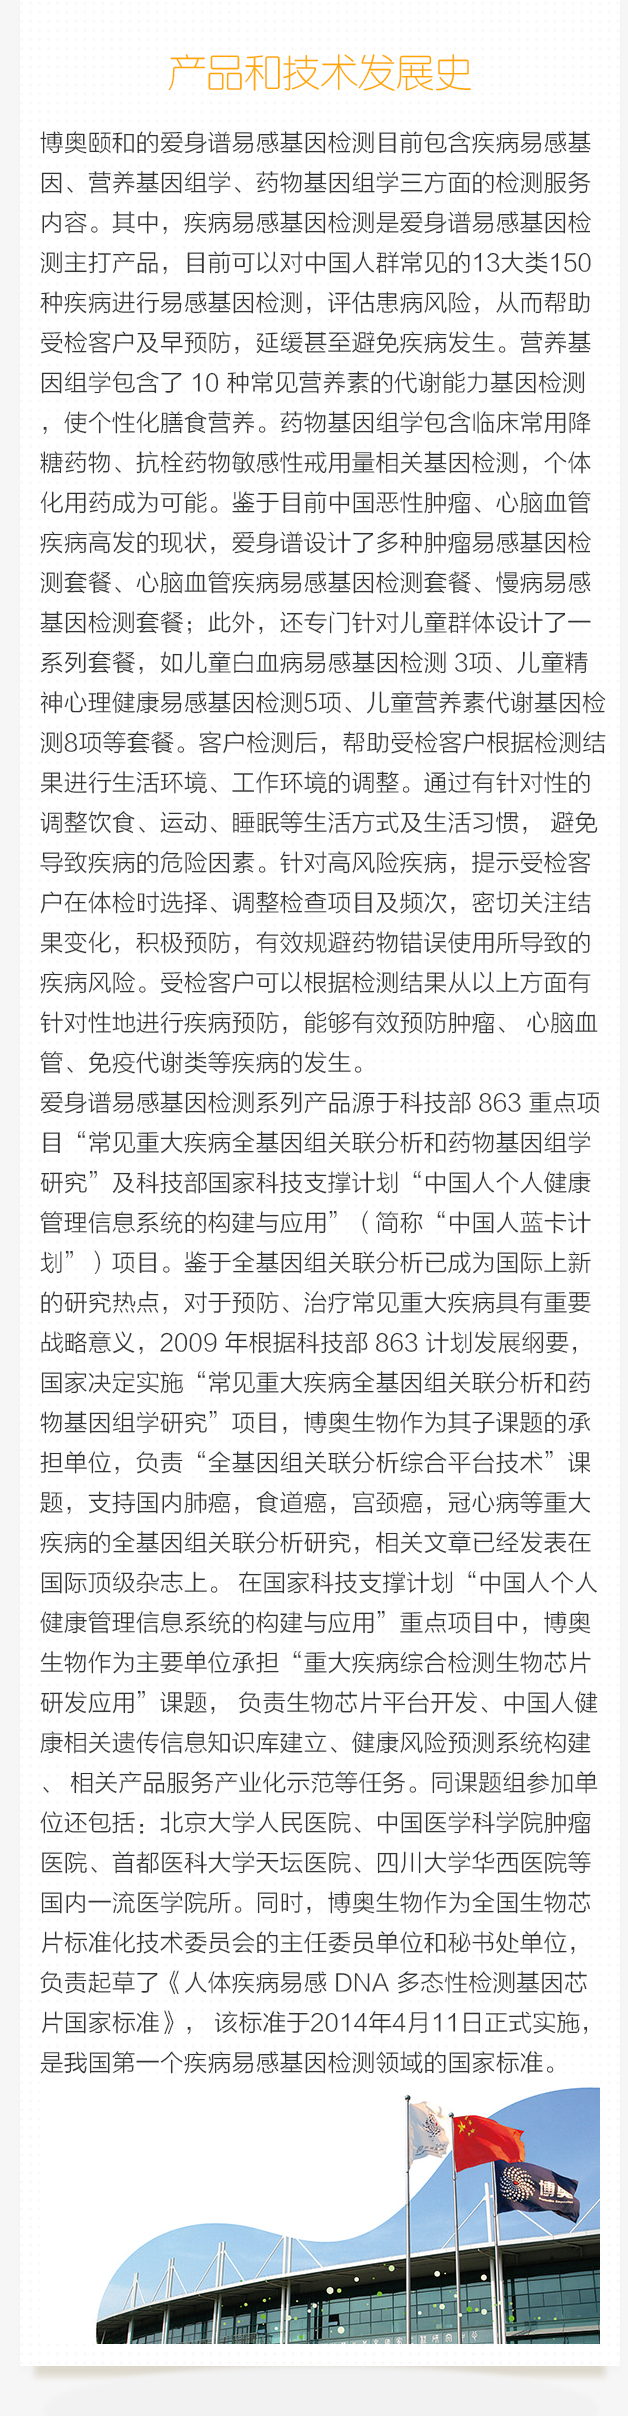 产品和技术发展史
博奥颐和的爱身谱易感基因检测目前包含疾病易感基
因、营养基因组学、药物基因组学三方面的检测服务
内容。其中，疾病易感基因检测是爱身谱易感基因检
测主打产品，目前可以对中国人群常见的13大类150
种疾病进行易感基因检测，评估患病风险，从而帮助
受检客户及早预防，延缓甚至避免疾病发生。营养基
因组学包含了 10 种常见营养素的代谢能力基因检测
，使个性化膳食营养。药物基因组学包含临床常用降
糖药物、抗栓药物敏感性戒用量相关基因检测，个体
化用药成为可能。鉴于目前中国恶性肿瘤、心脑血管
疾病高发的现状，爱身谱设计了多种肿瘤易感基因检
测套餐、心脑血管疾病易感基因检测套餐、慢病易感
基因检测套餐；此外，还专门针对儿童群体设计了一
系列套餐，如儿童白血病易感基因检测 3项、儿童精
神心理健康易感基因检测5项、儿童营养素代谢基因检
测8项等套餐。客户检测后，帮助受检客户根据检测结
果进行生活环境、工作环境的调整。通过有针对性的
调整饮食、运动、睡眠等生活方式及生活习惯， 避免
导致疾病的危险因素。针对高风险疾病，提示受检客
户在体检时选择、调整检查项目及频次，密切关注结
果变化，积极预防，有效规避药物错误使用所导致的
疾病风险。受检客户可以根据检测结果从以上方面有
针对性地进行疾病预防，能够有效预防肿瘤、 心脑血
管、免疫代谢类等疾病的发生。
爱身谱易感基因检测系列产品源于科技部 863 重点项
目“常见重大疾病全基因组关联分析和药物基因组学
研究”及科技部国家科技支撑计划“中国人个人健康
管理信息系统的构建与应用”（简称“中国人蓝卡计
划”）项目。鉴于全基因组关联分析已成为国际上新
的研究热点，对于预防、治疗常见重大疾病具有重要
战略意义，2009 年根据科技部 863 计划发展纲要，
国家决定实施“常见重大疾病全基因组关联分析和药
物基因组学研究”项目，博奥生物作为其子课题的承
担单位，负责“全基因组关联分析综合平台技术”课
题，支持国内肺癌，食道癌，宫颈癌，冠心病等重大
疾病的全基因组关联分析研究，相关文章已经发表在
国际顶级杂志上。 在国家科技支撑计划“中国人个人
健康管理信息系统的构建与应用”重点项目中，博奥
生物作为主要单位承担“重大疾病综合检测生物芯片
研发应用”课题， 负责生物芯片平台开发、中国人健
康相关遗传信息知识库建立、健康风险预测系统构建
、 相关产品服务产业化示范等任务。同课题组参加单
位还包括：北京大学人民医院、中国医学科学院肿瘤
医院、首都医科大学天坛医院、四川大学华西医院等
国内一流医学院所。同时，博奥生物作为全国生物芯
片标准化技术委员会的主任委员单位和秘书处单位，
负责起草了《人体疾病易感 DNA 多态性检测基因芯
片国家标准》， 该标准于2014年4月11日正式实施，
是我国第一个疾病易感基因检测领域的国家标准。
博奥